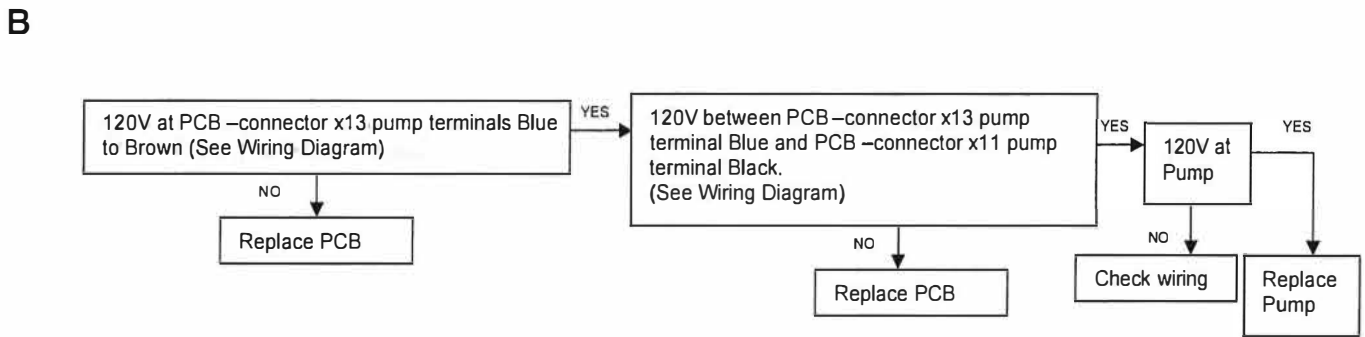 B
120V at PCB –connector x13 pump terminals Blue
to Brown (See Wiring Diagram)
YES
NO
Replace PCB
120V between PCB –connector x13 pump
terminal Blue and PCB –connector x11 pump
terminal Black.
(See Wiring Diagram)
YES
NO
Replace PCB
120V at
Pump
YES
NO
Check wiring
Replace
Pump